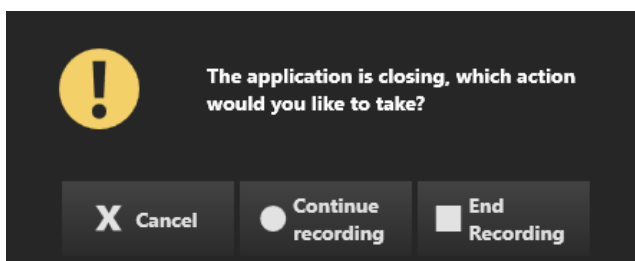 The application is closing, which action
would you like to take?
X Cancel
Continue
recording
End
Recording